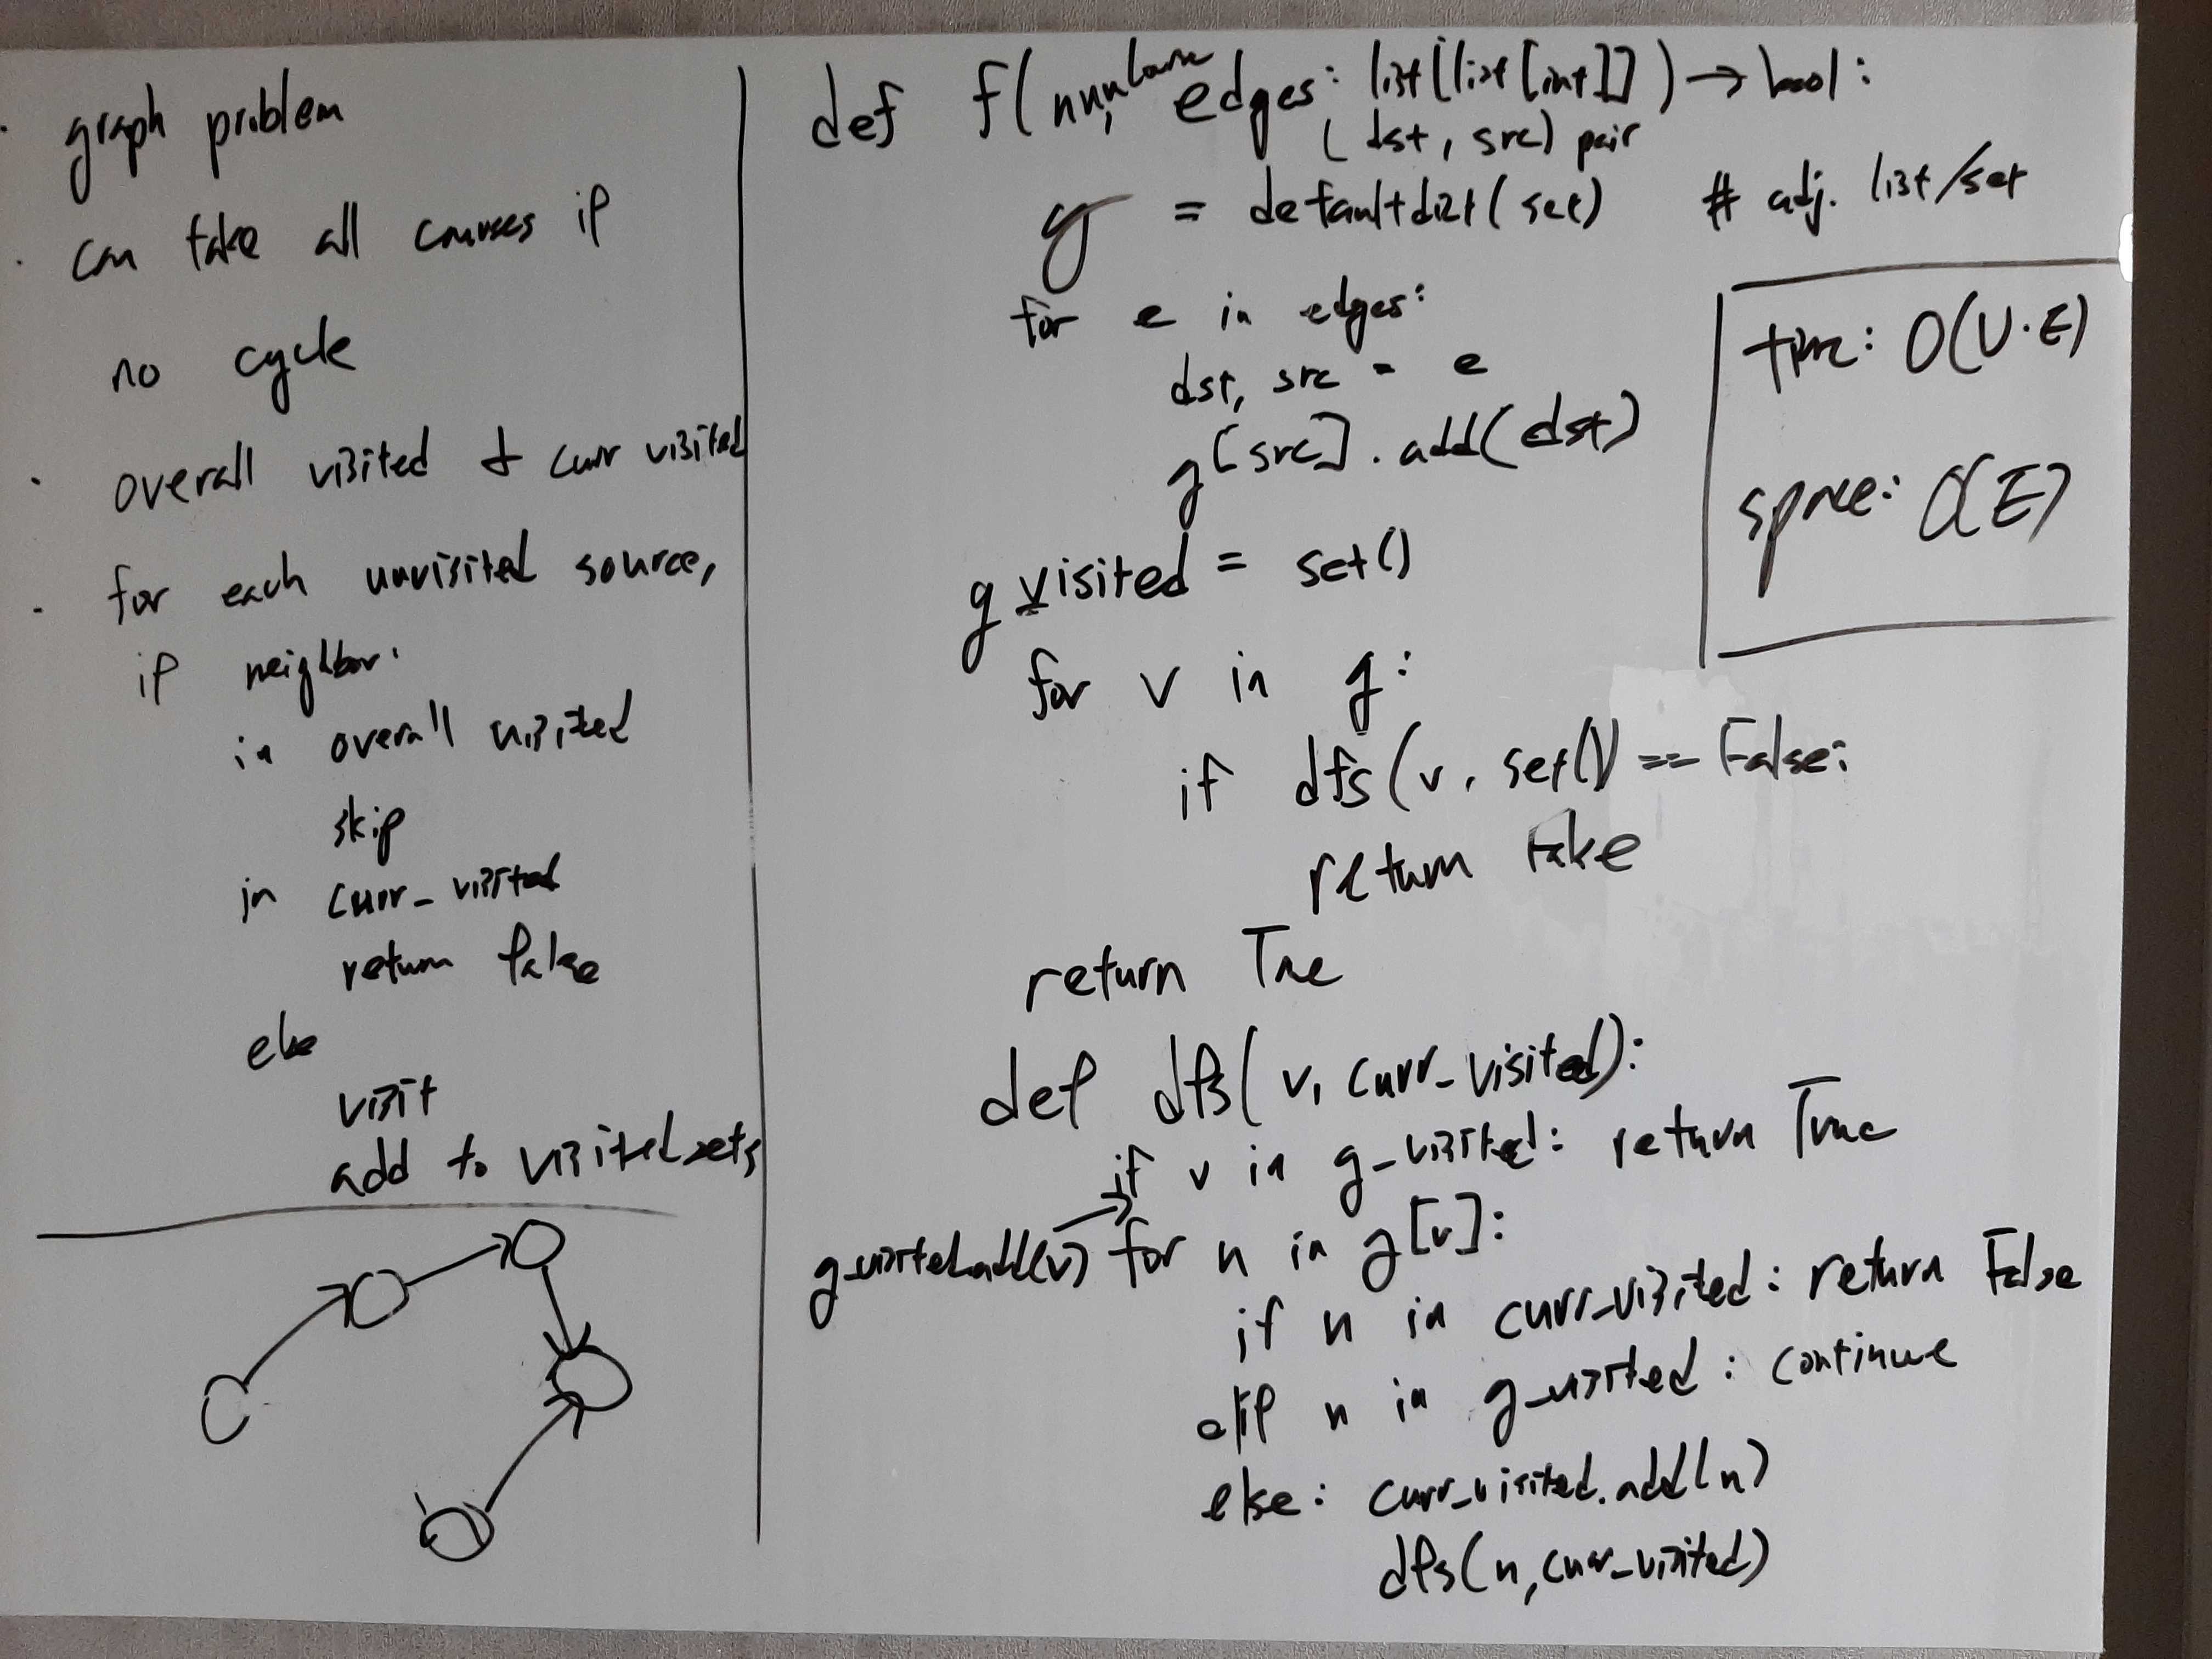 · graph problem
· can take all courses if
no cycle
· overall visited & curr visited
· for each unvisited source,
if neighbor:
in overall visited
skip
in curr_visited
return false
else
visit
add to visited sets
def f(num, edges: list[list[int]]) → bool:
(dst, src) pair
g = defaultdict(set) # adj. list/set
for e in edges:
dst, src = e
g[src].add(dst)
g_visited = set()
for v in g:
if dfs(v, set()) == False:
return False
return True
def dfs(v, curr_visited):
if v in g_visited: return True
g_visited.add(v) → for n in g[v]:
if n in curr_visited: return False
elif n in g_visited: continue
else: curr_visited.add(n)
dfs(n, curr_visited)
time: O(V·E)
space: O(E)